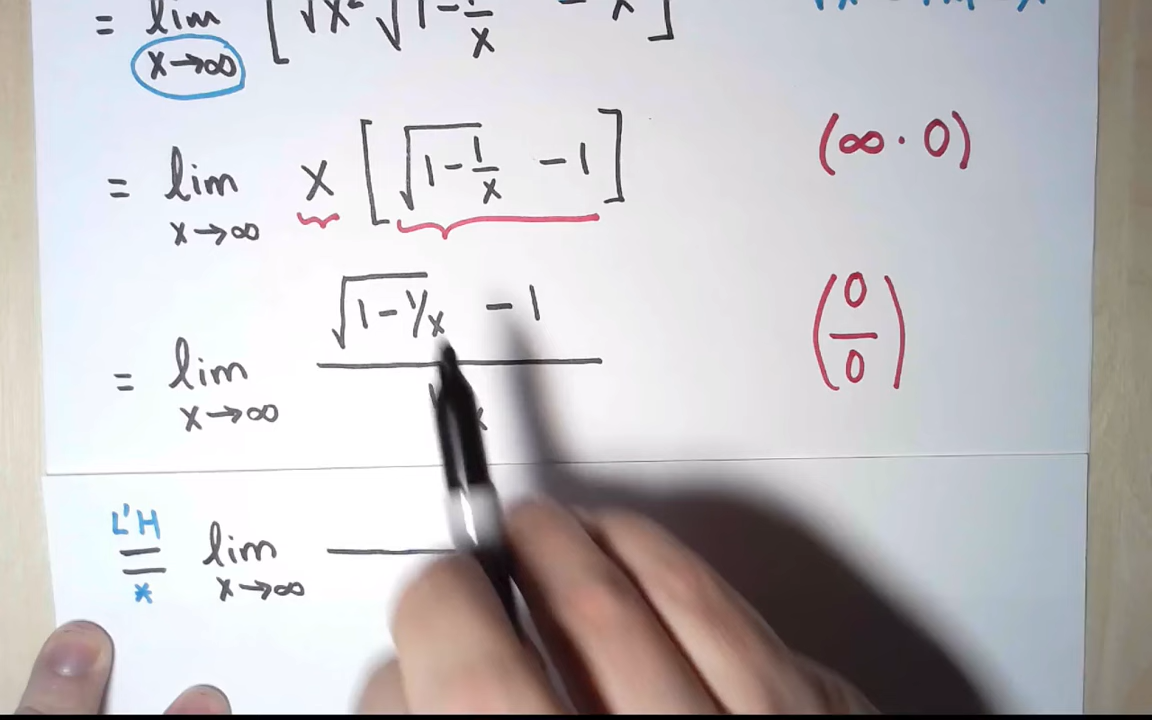 = lim x→∞ [√x² √1-1/x - x]
= lim x→∞ x [√1-1/x -1] (∞ · 0)
= lim x→∞ √1-1/x -1 (0/0)
L'H
= lim x→∞
*